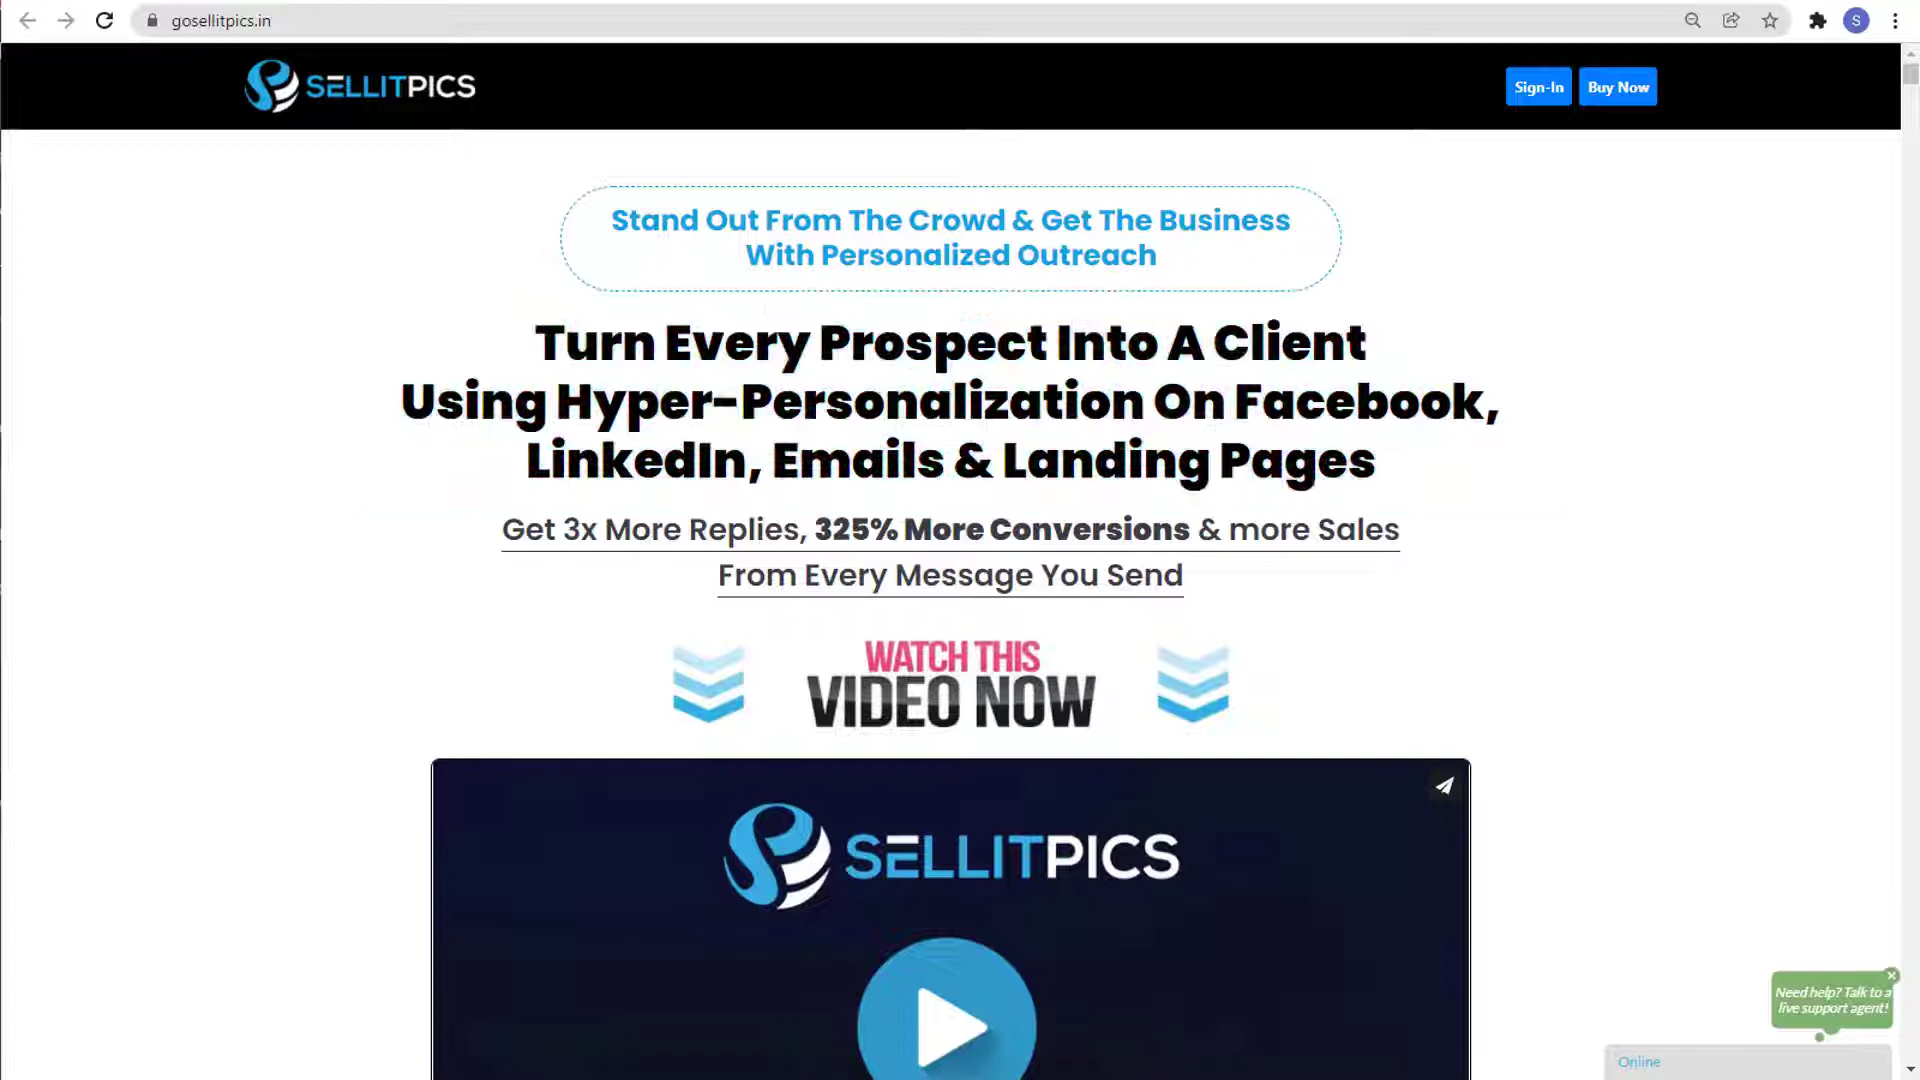 gosellitpics.in
S
SELLITPICS
Sign-In
Buy Now
Stand Out From The Crowd & Get The Business
With Personalized Outreach
Turn Every Prospect Into A Client
Using Hyper-Personalization On Facebook,
LinkedIn, Emails & Landing Pages
Get 3x More Replies, 325% More Conversions & more Sales
From Every Message You Send
WATCH THIS
VIDEO NOW
SELLITPICS
Need help? Talk to a
live support agent!
Online